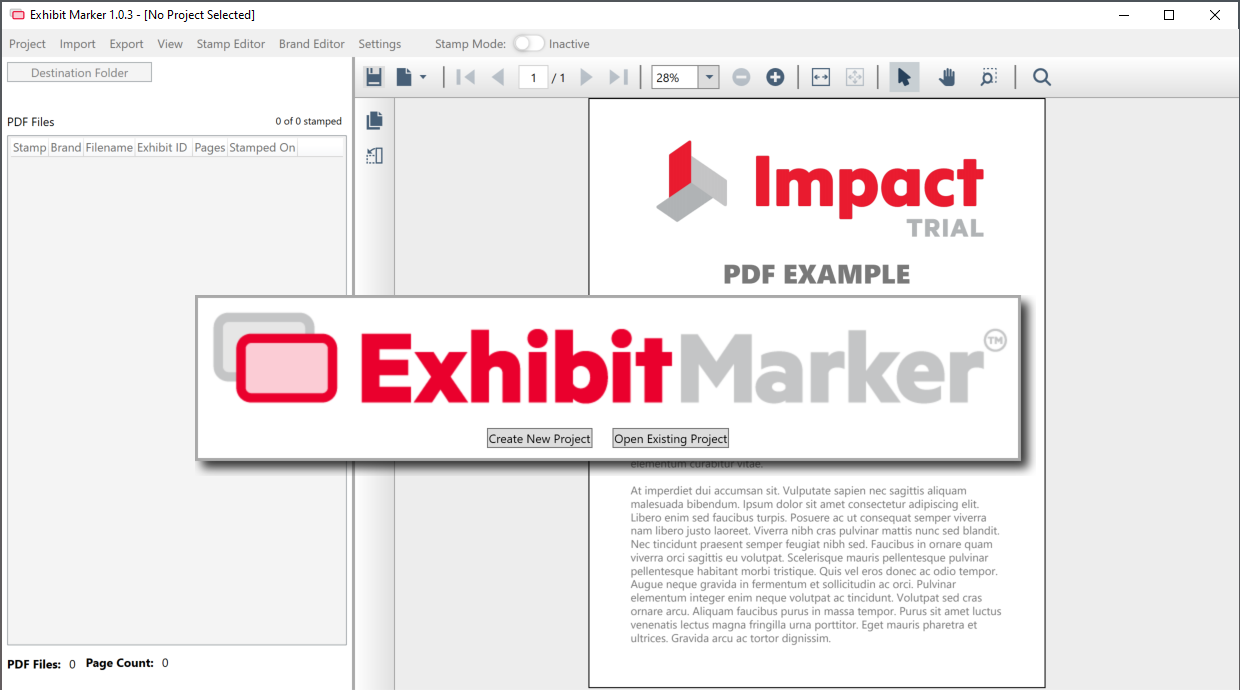 Exhibit Marker 1.0.3 - [No Project Selected]
Project Import Export View Stamp Editor Brand Editor Settings Stamp Mode: Inactive
Destination Folder
1 / 1 28%
PDF Files 0 of 0 stamped
Stamp Brand Filename Exhibit ID Pages Stamped On
Impact
TRIAL
PDF EXAMPLE
ExhibitMarker TM
Create New Project Open Existing Project
elementum curabitur vitae.
At imperdiet dui accumsan sit. Vulputate sapien nec sagittis aliquam
malesuada bibendum. Ipsum dolor sit amet consectetur adipiscing elit.
Libero enim sed faucibus turpis. Posuere ac ut consequat semper viverra
nam libero justo laoreet. Viverra nibh cras pulvinar mattis nunc sed blandit.
Nec tincidunt praesent semper feugiat nibh sed. Faucibus in ornare quam
viverra orci sagittis eu volutpat. Scelerisque mauris pellentesque pulvinar
pellentesque habitant morbi tristique. Quis vel eros donec ac odio tempor.
Augue neque gravida in fermentum et sollicitudin ac orci. Pulvinar
elementum integer enim neque volutpat ac tincidunt. Volutpat sed cras
ornare arcu. Aliquam faucibus purus in massa tempor. Purus sit amet luctus
venenatis lectus magna fringilla urna porttitor. Eget mauris pharetra et
ultrices. Gravida arcu ac tortor dignissim.
PDF Files: 0 Page Count: 0